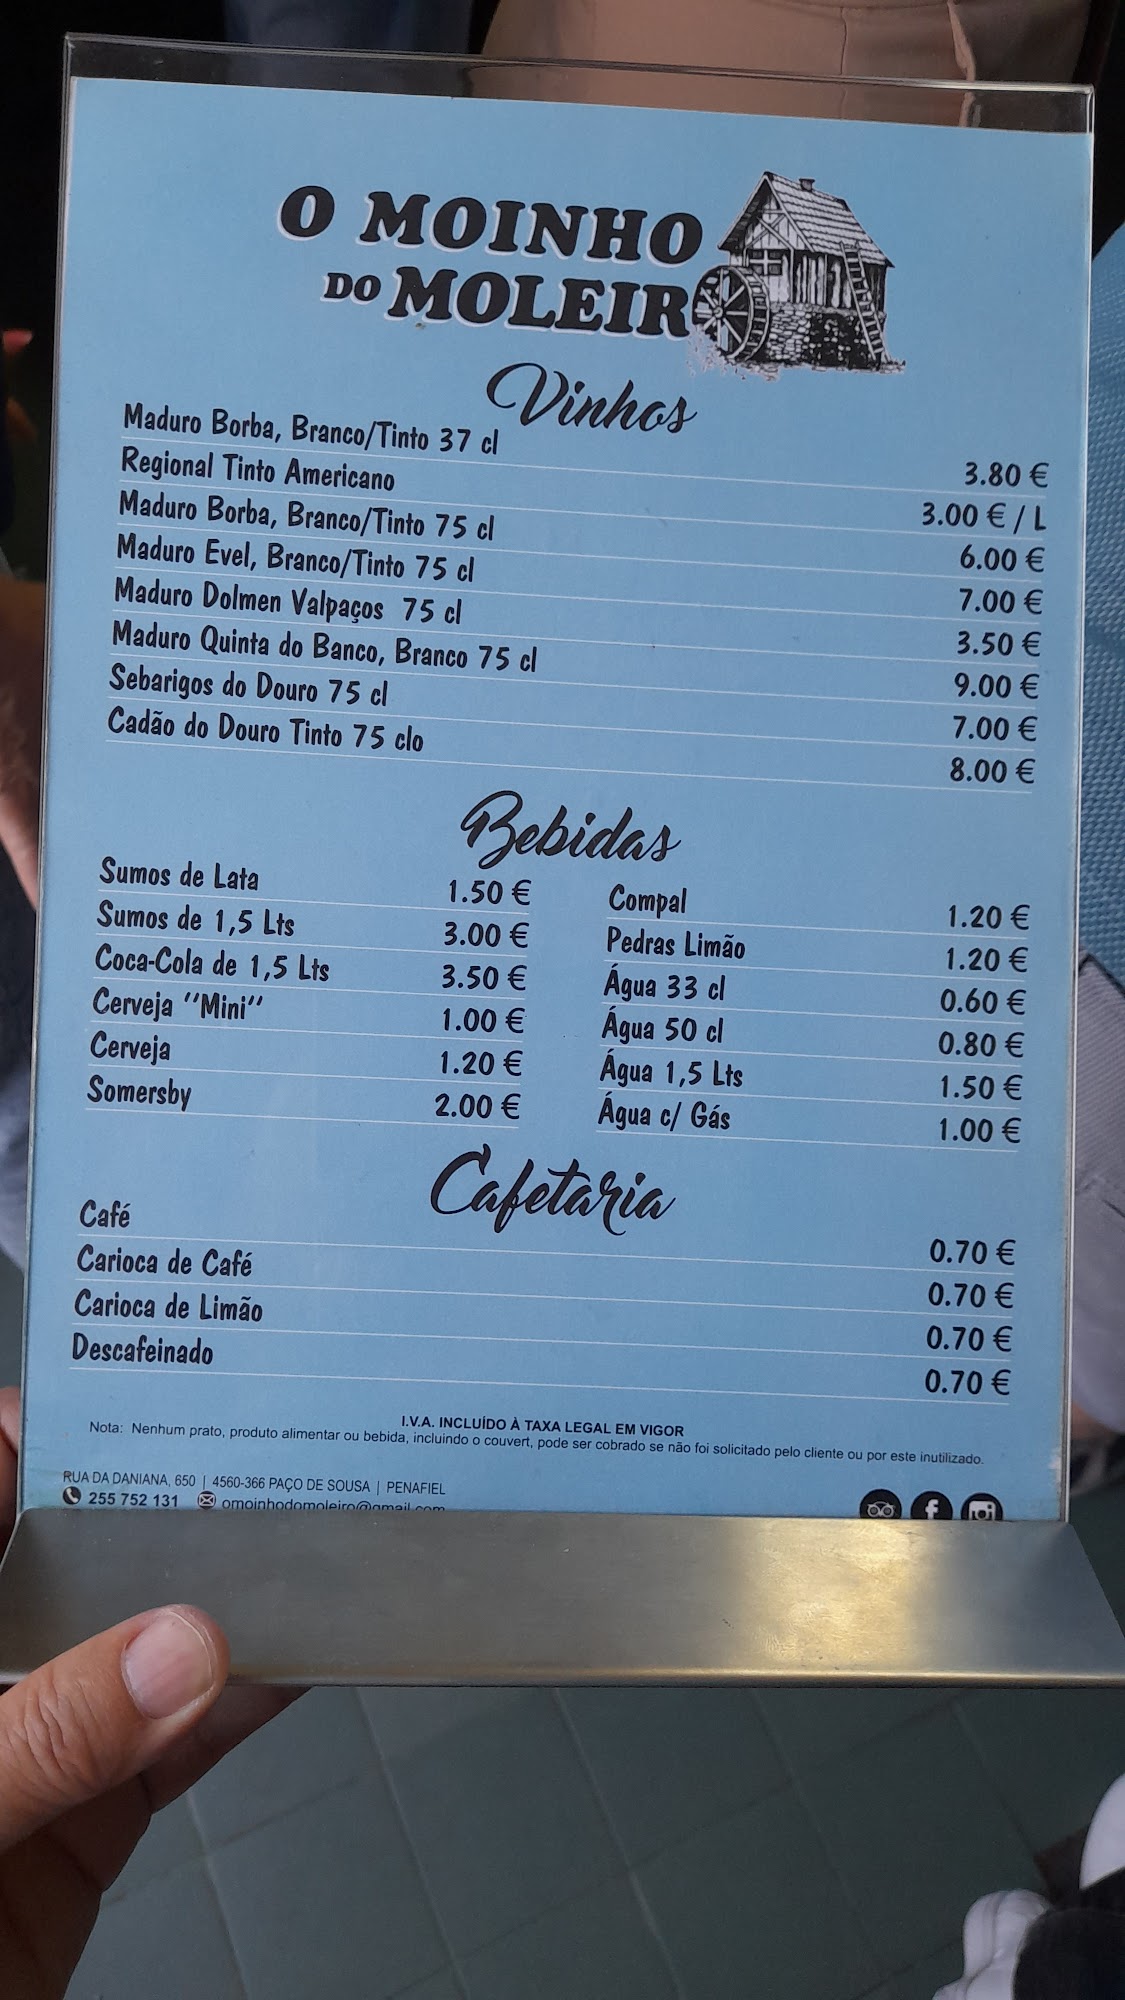 O MOINHO
DO MOLEIRO
Vinhos
Maduro Borba, Branco/Tinto 37 cl 3.80 €
Regional Tinto Americano 3.00 € / L
Maduro Borba, Branco/Tinto 75 cl 6.00 €
Maduro Evel, Branco/Tinto 75 cl 7.00 €
Maduro Dolmen Valpaços 75 cl 3.50 €
Maduro Quinta do Banco, Branco 75 cl 9.00 €
Sebarigos do Douro 75 cl 7.00 €
Cadão do Douro Tinto 75 clo 8.00 €
Bebidas
Sumos de Lata 1.50 €
Sumos de 1,5 Lts 3.00 €
Coca-Cola de 1,5 Lts 3.50 €
Cerveja "Mini" 1.00 €
Cerveja 1.20 €
Somersby 2.00 €
Compal 1.20 €
Pedras Limão 1.20 €
Água 33 cl 0.60 €
Água 50 cl 0.80 €
Água 1,5 Lts 1.50 €
Água c/ Gás 1.00 €
Cafetaria
Café 0.70 €
Carioca de Café 0.70 €
Carioca de Limão 0.70 €
Descafeinado 0.70 €
I.V.A. INCLUÍDO À TAXA LEGAL EM VIGOR
Nota: Nenhum prato, produto alimentar ou bebida, incluindo o couvert, pode ser cobrado se não foi solicitado pelo cliente ou por este inutilizado.
RUA DA DANIANA, 650 | 4560-366 PAÇO DE SOUSA | PENAFIEL
255 752 131 omoinhodomoleiro@gmail.com